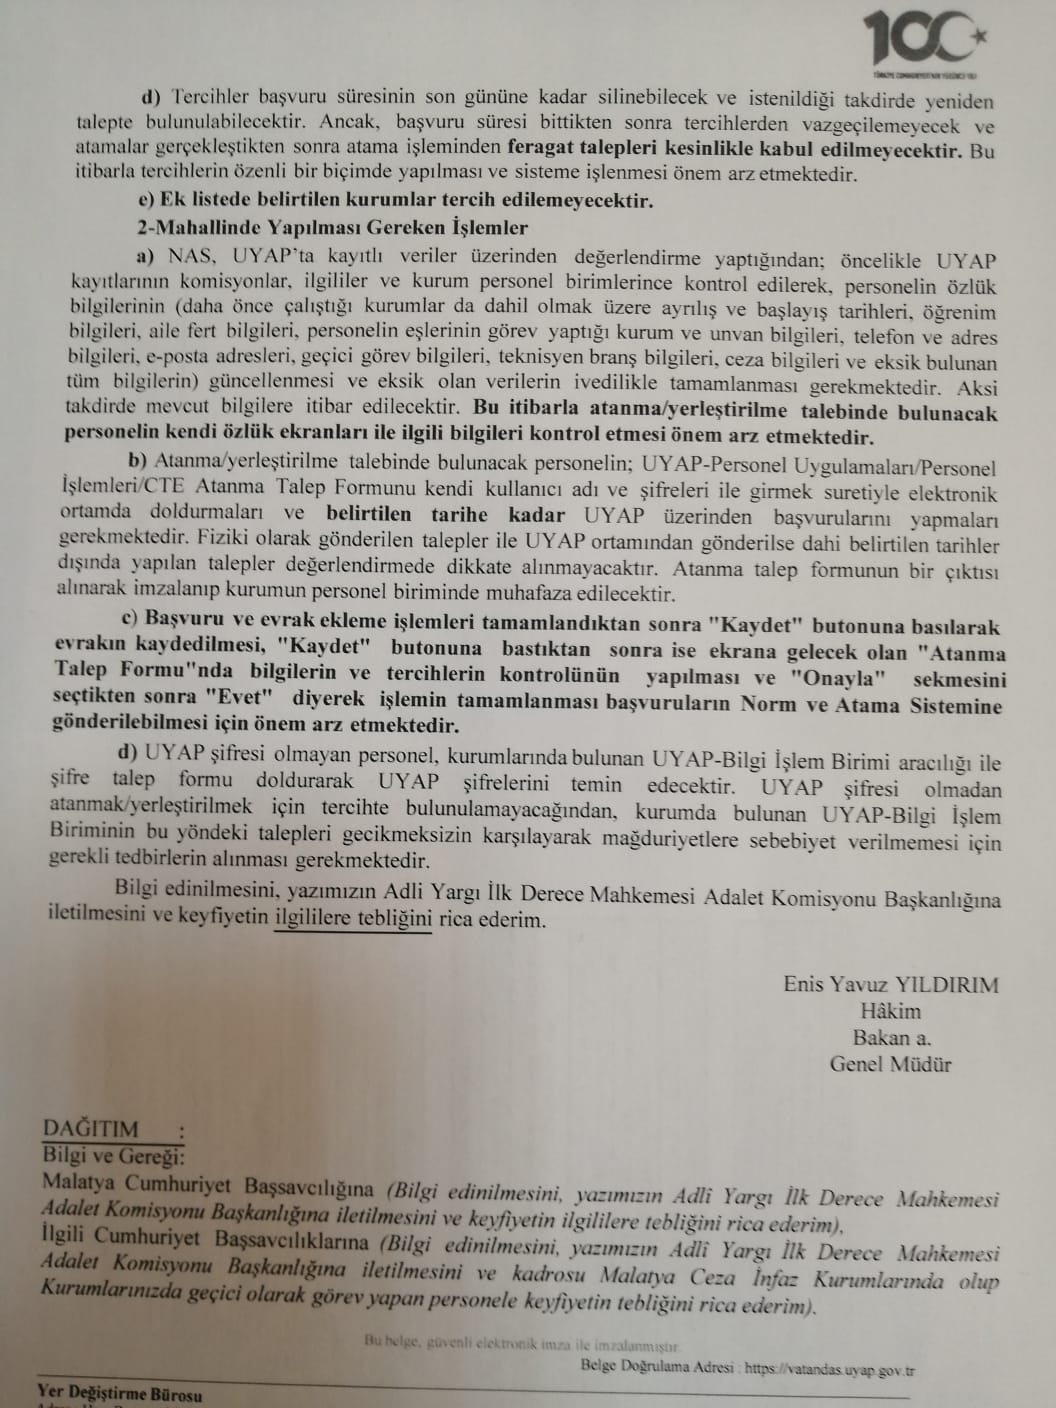 100
TÜRKİYE CUMHURİYETİ'NİN YÜZÜNCÜ YILI
d) Tercihler başvuru süresinin son gününe kadar silinebilecek ve istenildiği takdirde yeniden
talepte bulunulabilecektir. Ancak, başvuru süresi bittikten sonra tercihlerden vazgeçilemeyecek ve
atamalar gerçekleştikten sonra atama işleminden feragat talepleri kesinlikle kabul edilmeyecektir. Bu
itibarla tercihlerin özenli bir biçimde yapılması ve sisteme işlenmesi önem arz etmektedir.
e) Ek listede belirtilen kurumlar tercih edilemeyecektir.
2-Mahallinde Yapılması Gereken İşlemler
a) NAS, UYAP'ta kayıtlı veriler üzerinden değerlendirme yaptığından; öncelikle UYAP
kayıtlarının komisyonlar, ilgililer ve kurum personel birimlerince kontrol edilerek, personelin özlük
bilgilerinin (daha önce çalıştığı kurumlar da dahil olmak üzere ayrılış ve başlayış tarihleri, öğrenim
bilgileri, aile fert bilgileri, personelin eşlerinin görev yaptığı kurum ve unvan bilgileri, telefon ve adres
bilgileri, e-posta adresleri, geçici görev bilgileri, teknisyen branş bilgileri, ceza bilgileri ve eksik bulunan
tüm bilgilerin) güncellenmesi ve eksik olan verilerin ivedilikle tamamlanması gerekmektedir. Aksi
takdirde mevcut bilgilere itibar edilecektir. Bu itibarla atanma/yerleştirilme talebinde bulunacak
personelin kendi özlük ekranları ile ilgili bilgileri kontrol etmesi önem arz etmektedir.
b) Atanma/yerleştirilme talebinde bulunacak personelin; UYAP-Personel Uygulamaları/Personel
İşlemleri/CTE Atanma Talep Formunu kendi kullanıcı adı ve şifreleri ile girmek suretiyle elektronik
ortamda doldurmaları ve belirtilen tarihe kadar UYAP üzerinden başvurularını yapmaları
gerekmektedir. Fiziki olarak gönderilen talepler ile UYAP ortamından gönderilse dahi belirtilen tarihler
dışında yapılan talepler değerlendirmede dikkate alınmayacaktır. Atanma talep formunun bir çıktısı
alınarak imzalanıp kurumun personel biriminde muhafaza edilecektir.
c) Başvuru ve evrak ekleme işlemleri tamamlandıktan sonra "Kaydet" butonuna basılarak
evrakın kaydedilmesi, "Kaydet" butonuna bastıktan sonra ise ekrana gelecek olan "Atanma
Talep Formu"nda bilgilerin ve tercihlerin kontrolünün yapılması ve "Onayla" sekmesini
seçtikten sonra "Evet" diyerek işlemin tamamlanması başvuruların Norm ve Atama Sistemine
gönderilebilmesi için önem arz etmektedir.
d) UYAP şifresi olmayan personel, kurumlarında bulunan UYAP-Bilgi İşlem Birimi aracılığı ile
şifre talep formu doldurarak UYAP şifrelerini temin edecektir. UYAP şifresi olmadan
atanmak/yerleştirilmek için tercihte bulunulamayacağından, kurumda bulunan UYAP-Bilgi İşlem
Biriminin bu yöndeki talepleri gecikmeksizin karşılayarak mağduriyetlere sebebiyet verilmemesi için
gerekli tedbirlerin alınması gerekmektedir.
Bilgi edinilmesini, yazımızın Adli Yargı İlk Derece Mahkemesi Adalet Komisyonu Başkanlığına
iletilmesini ve keyfiyetin ilgililere tebliğini rica ederim.
Enis Yavuz YILDIRIM
Hâkim
Bakan a.
Genel Müdür
DAĞITIM :
Bilgi ve Gereği:
Malatya Cumhuriyet Başsavcılığına (Bilgi edinilmesini, yazımızın Adlî Yargı İlk Derece Mahkemesi
Adalet Komisyonu Başkanlığına iletilmesini ve keyfiyetin ilgililere tebliğini rica ederim),
İlgili Cumhuriyet Başsavcılıklarına (Bilgi edinilmesini, yazımızın Adlî Yargı İlk Derece Mahkemesi
Adalet Komisyonu Başkanlığına iletilmesini ve kadrosu Malatya Ceza İnfaz Kurumlarında olup
Kurumlarınızda geçici olarak görev yapan personele keyfiyetin tebliğini rica ederim).
Bu belge, güvenli elektronik imza ile imzalanmıştır.
Belge Doğrulama Adresi : https://vatandas.uyap.gov.tr
Yer Değiştirme Bürosu